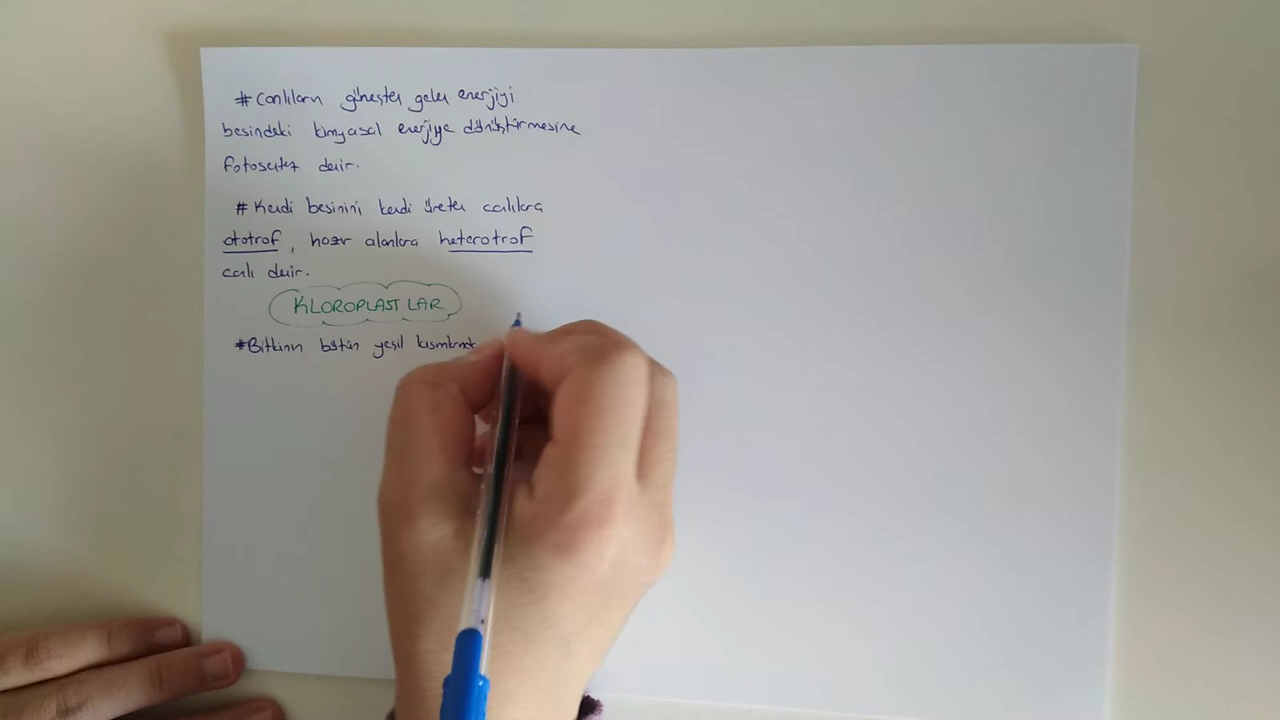 # Canlıların güneşten gelen enerjiyi
besindeki kimyasal enerjiye dönüştürmesine
fotosentez denir.
# Kendi besinini kendi üreten canlılara
ototrof, hazır alanlara heterotrof
canlı denir.
KLOROPLASTLAR
*Bitkinin bütün yeşil